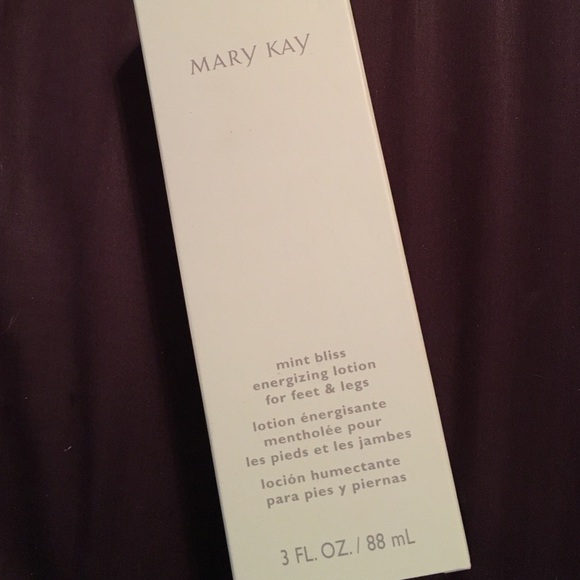 MARY KAY
mint bliss
energizing lotion
for feet & legs
lotion énergisante
mentholée pour
les pieds et les jambes
loción humectante
para pies y piernas
3 FL. OZ. / 88 mL